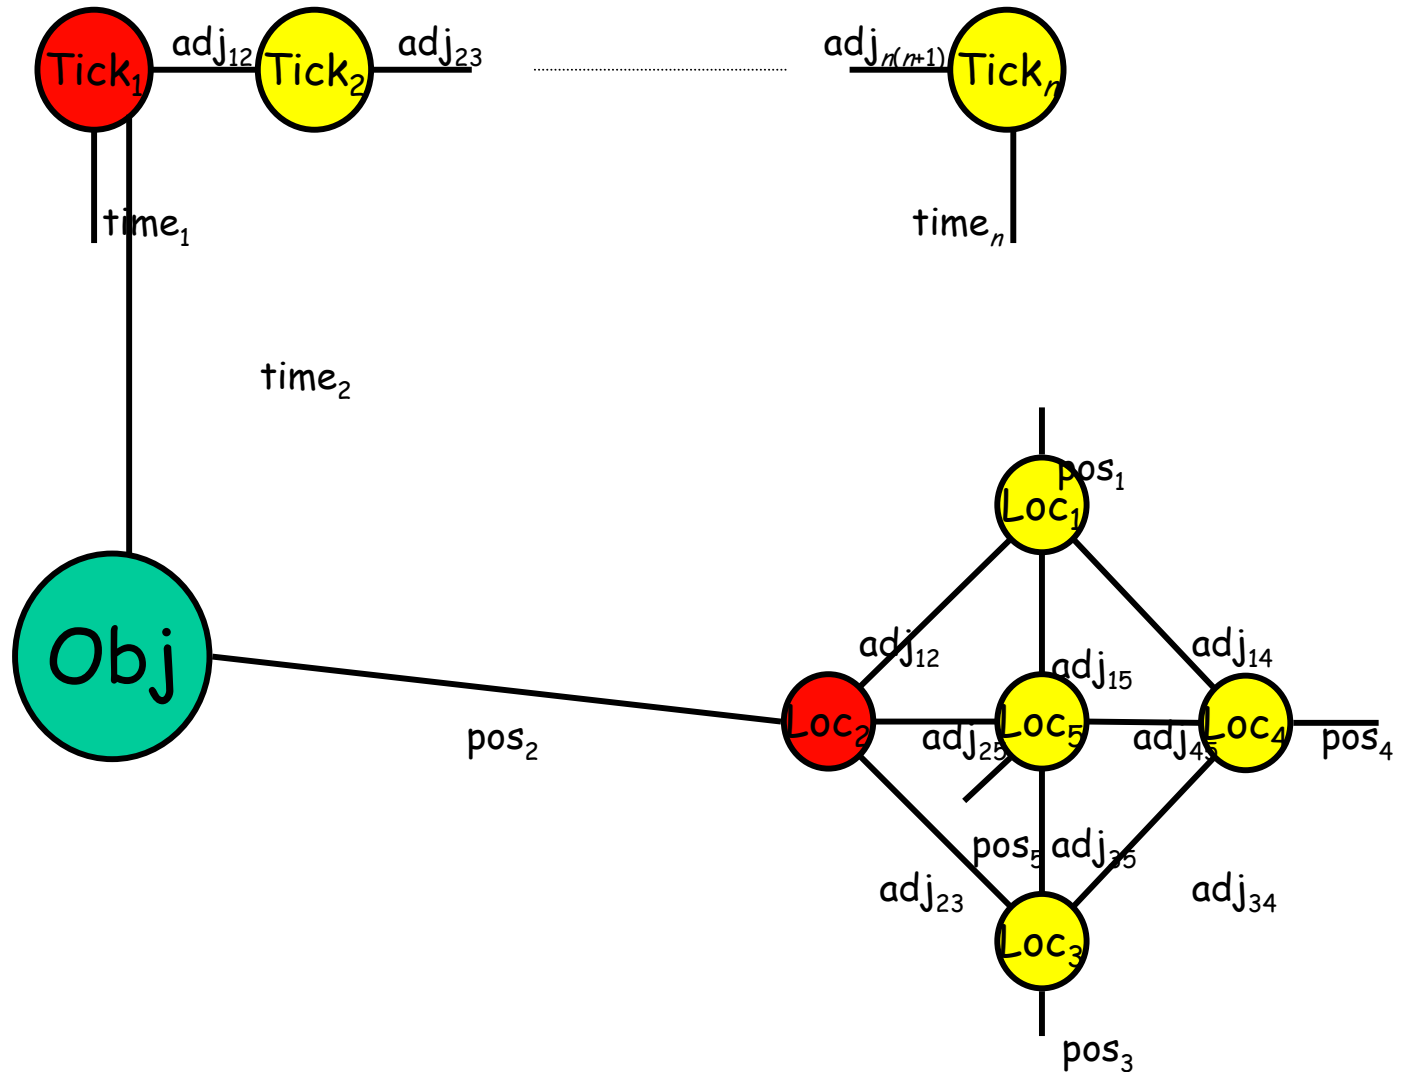 adj₁₂ adj₂₃ adjₙ₍ₙ₊₁₎
Tick₁ Tick₂ Tickₙ
time₁ timeₙ
time₂
pos₁
Loc₁
Obj
adj₁₂ adj₁₅ adj₁₄
pos₂ Loc₂ adj₂₅ Loc₅ adj₄₅ Loc₄ pos₄
pos₅ adj₃₅
adj₂₃ adj₃₄
Loc₃
pos₃